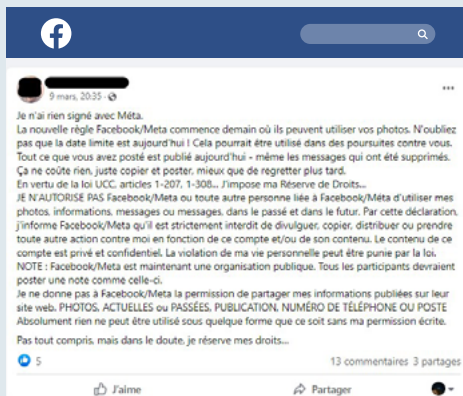 9 mars, 20:35
Je n'ai rien signé avec Méta.
La nouvelle règle Facebook/Meta commence demain où ils peuvent utiliser vos photos. N'oubliez
pas que la date limite est aujourd'hui ! Cela pourrait être utilisé dans des poursuites contre vous.
Tout ce que vous avez posté est publié aujourd'hui - même les messages qui ont été supprimés.
Ça ne coûte rien, juste copier et poster, mieux que de regretter plus tard.
En vertu de la loi UCC, articles 1-207, 1-308... J'impose ma Réserve de Droits...
JE N'AUTORISE PAS Facebook/Meta ou toute autre personne liée à Facebook/Méta d'utiliser mes
photos, informations, messages ou messages, dans le passé et dans le futur. Par cette déclaration,
j'informe Facebook/Meta qu'il est strictement interdit de divulguer, copier, distribuer ou prendre
toute autre action contre moi en fonction de ce compte et/ou de son contenu. Le contenu de ce
compte est privé et confidentiel. La violation de ma vie personnelle peut être punie par la loi.
NOTE : Facebook/Meta est maintenant une organisation publique. Tous les participants devraient
poster une note comme celle-ci.
Je ne donne pas à Facebook/Meta la permission de partager mes informations publiées sur leur
site web. PHOTOS, ACTUELLES ou PASSÉES, PUBLICATION, NUMÉRO DE TÉLÉPHONE OU POSTE
Absolument rien ne peut être utilisé sous quelque forme que ce soit sans ma permission écrite.
Pas tout compris, mais dans le doute, je réserve mes droits...
5
13 commentaires 3 partages
J'aime
Partager